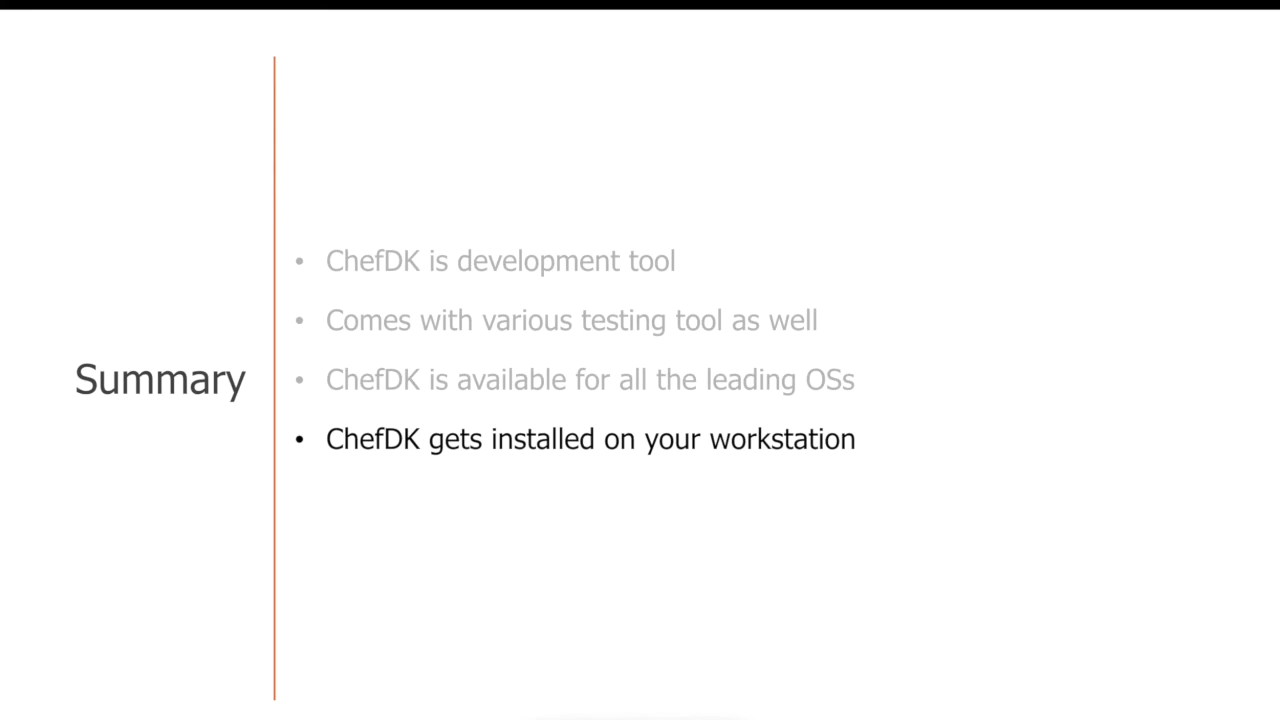 Summary
• ChefDK is development tool
• Comes with various testing tool as well
• ChefDK is available for all the leading OSs
• ChefDK gets installed on your workstation